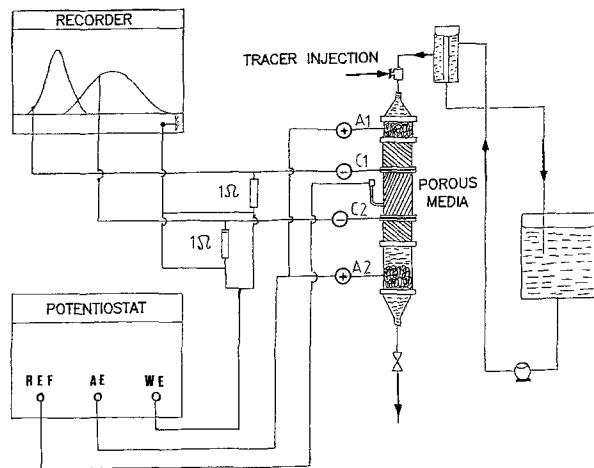 RECORDER
TRACER INJECTION
A1
C1
1Ω
POROUS
MEDIA
C2
1Ω
A2
POTENTIOSTAT
REF AE WE